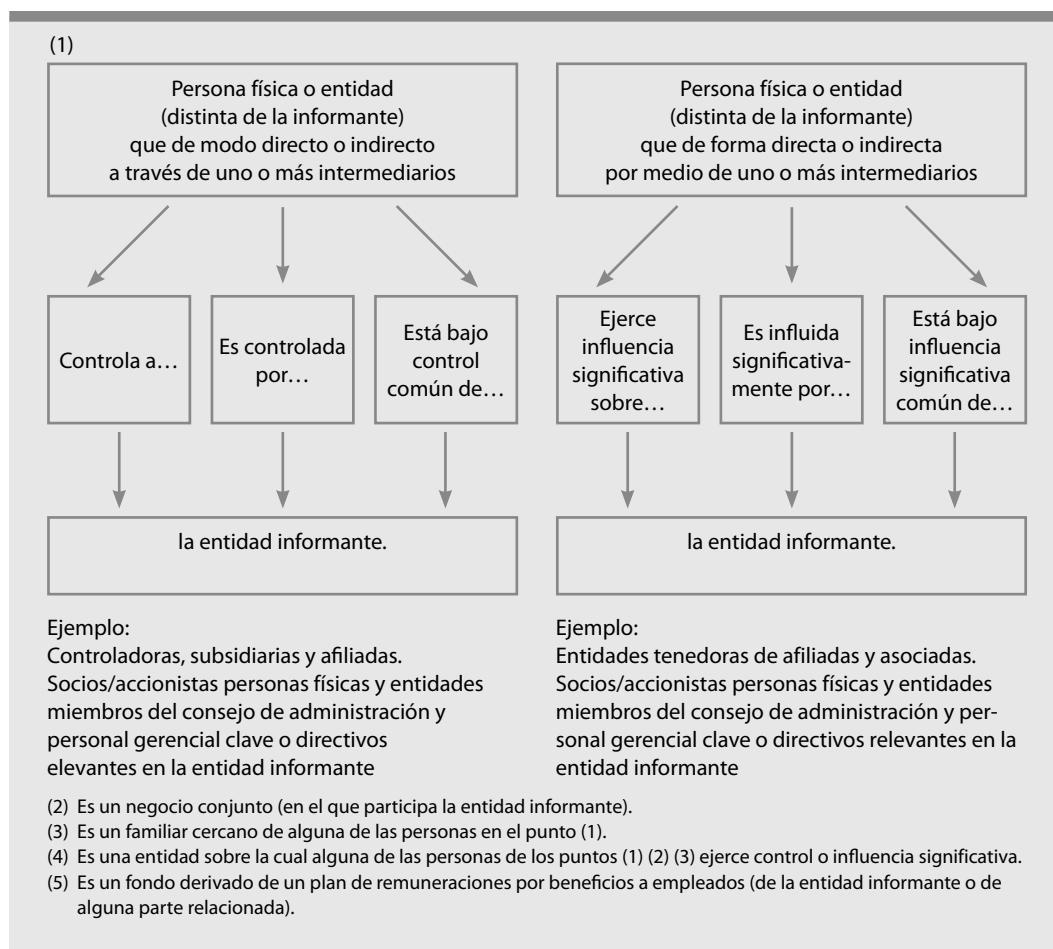 (1)
Persona física o entidad
(distinta de la informante)
que de modo directo o indirecto
a través de uno o más intermediarios
Persona física o entidad
(distinta de la informante)
que de forma directa o indirecta
por medio de uno o más intermediarios
Controla a…
Es controlada
por…
Está bajo
control
común de…
Ejerce
influencia
significativa
sobre…
Es influida
significativa-
mente por…
Está bajo
influencia
significativa
común de…
la entidad informante.
la entidad informante.
Ejemplo:
Controladoras, subsidiarias y afiliadas.
Socios/accionistas personas físicas y entidades
miembros del consejo de administración y
personal gerencial clave o directivos
elevantes en la entidad informante
Ejemplo:
Entidades tenedoras de afiliadas y asociadas.
Socios/accionistas personas físicas y entidades
miembros del consejo de administración y per-
sonal gerencial clave o directivos relevantes en la
entidad informante
(2) Es un negocio conjunto (en el que participa la entidad informante).
(3) Es un familiar cercano de alguna de las personas en el punto (1).
(4) Es una entidad sobre la cual alguna de las personas de los puntos (1) (2) (3) ejerce control o influencia significativa.
(5) Es un fondo derivado de un plan de remuneraciones por beneficios a empleados (de la entidad informante o de
alguna parte relacionada).